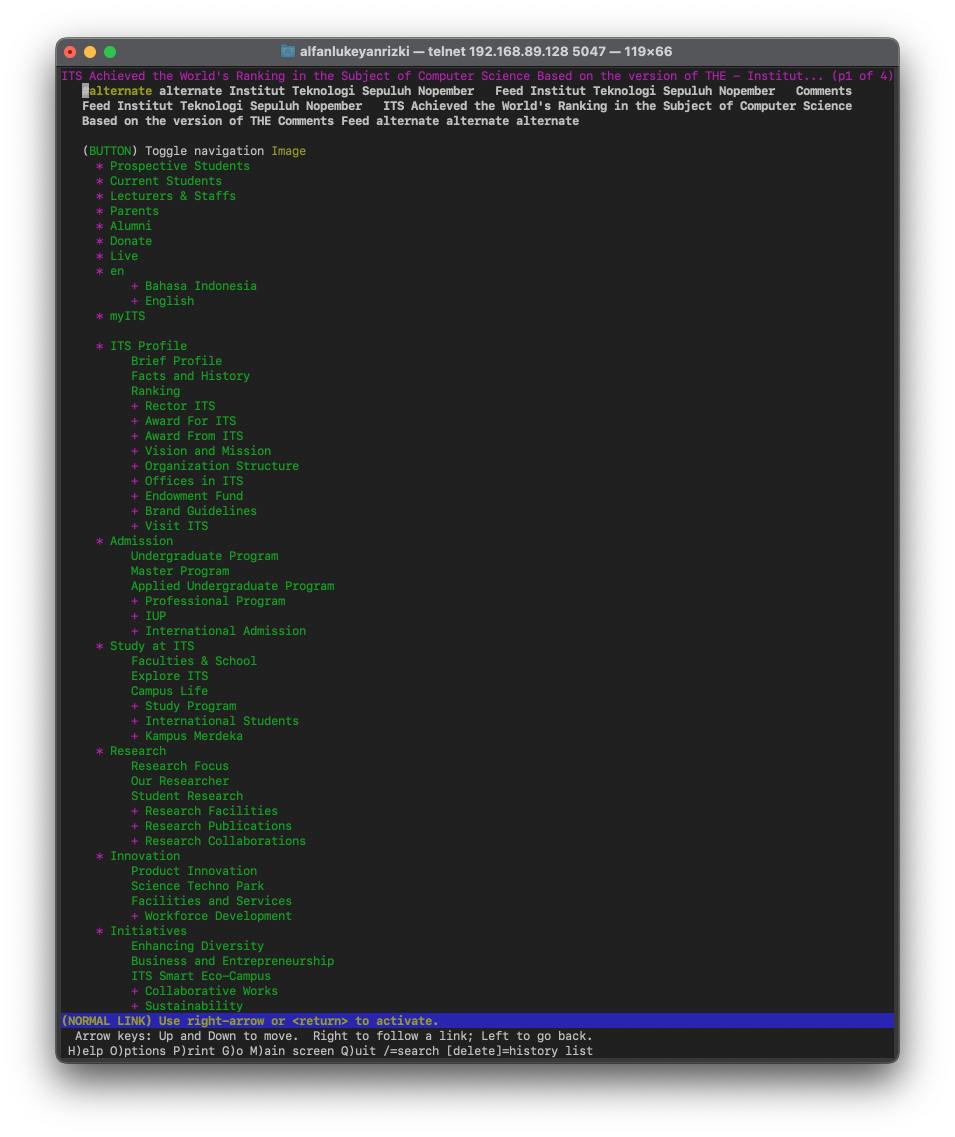 alfanlukeyanrizki — telnet 192.168.89.128 5047 — 119×66
ITS Achieved the World's Ranking in the Subject of Computer Science Based on the version of THE - Institut... (p1 of 4)
#alternate alternate Institut Teknologi Sepuluh Nopember   Feed Institut Teknologi Sepuluh Nopember   Comments
Feed Institut Teknologi Sepuluh Nopember   ITS Achieved the World's Ranking in the Subject of Computer Science
Based on the version of THE Comments Feed alternate alternate alternate
(BUTTON) Toggle navigation Image
* Prospective Students
* Current Students
* Lecturers & Staffs
* Parents
* Alumni
* Donate
* Live
* en
+ Bahasa Indonesia
+ English
* myITS
* ITS Profile
Brief Profile
Facts and History
Ranking
+ Rector ITS
+ Award For ITS
+ Award From ITS
+ Vision and Mission
+ Organization Structure
+ Offices in ITS
+ Endowment Fund
+ Brand Guidelines
+ Visit ITS
* Admission
Undergraduate Program
Master Program
Applied Undergraduate Program
+ Professional Program
+ IUP
+ International Admission
* Study at ITS
Faculties & School
Explore ITS
Campus Life
+ Study Program
+ International Students
+ Kampus Merdeka
* Research
Research Focus
Our Researcher
Student Research
+ Research Facilities
+ Research Publications
+ Research Collaborations
* Innovation
Product Innovation
Science Techno Park
Facilities and Services
+ Workforce Development
* Initiatives
Enhancing Diversity
Business and Entrepreneurship
ITS Smart Eco-Campus
+ Collaborative Works
+ Sustainability
(NORMAL LINK) Use right-arrow or <return> to activate.
Arrow keys: Up and Down to move.  Right to follow a link; Left to go back.
H)elp O)ptions P)rint G)o M)ain screen Q)uit /=search [delete]=history list